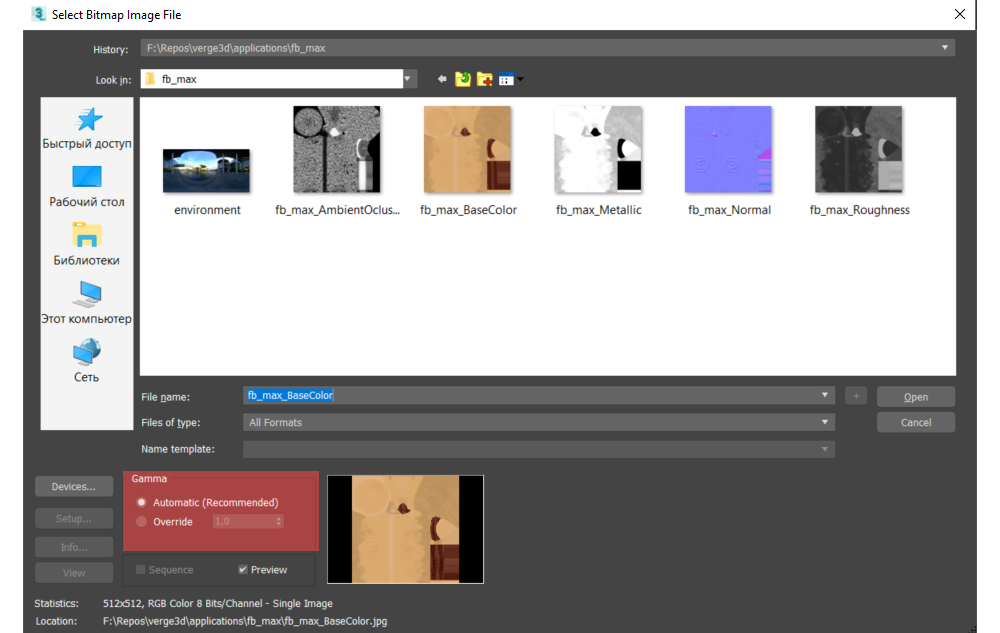 Select Bitmap Image File
History: F:\Repos\verge3d\applications\fb_max
Look in: fb_max
Быстрый доступ
Рабочий стол
Библиотеки
Этот компьютер
Сеть
environment
fb_max_AmbientOclus...
fb_max_BaseColor
fb_max_Metallic
fb_max_Normal
fb_max_Roughness
File name: fb_max_BaseColor + Open
Files of type: All Formats Cancel
Name template:
Devices...
Setup...
Info...
View
Gamma
Automatic (Recommended)
Override 1,0
Sequence Preview
Statistics: 512x512, RGB Color 8 Bits/Channel - Single Image
Location: F:\Repos\verge3d\applications\fb_max\fb_max_BaseColor.jpg